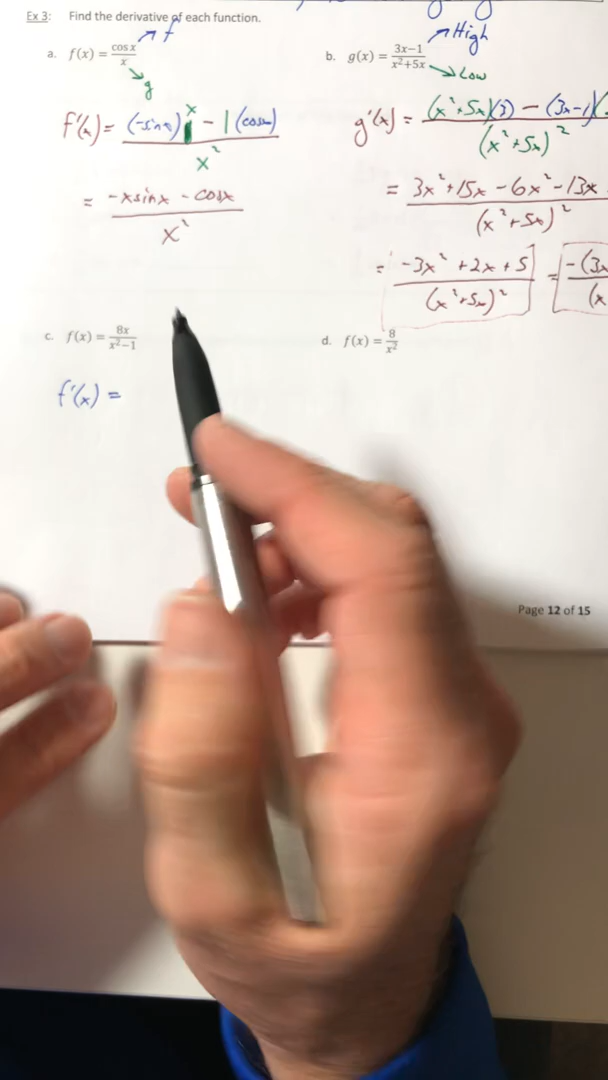 Ex 3: Find the derivative of each function.
f
High
a. f(x) = cos x / x
g
b. g(x) = 3x−1 / x²+5x
Low
f'(x) = (-sin x) x − 1(cos x) / x²
= -x sin x − cos x / x²
g'(x) = (x²+5x)(3) − (3x-1)( / (x²+5x)²
= 3x² + 15x − 6x² − 13x / (x²+5x)²
= -3x² + 2x + 5 / (x²+5x)² = -(3x / (x
c. f(x) = 8x / x²−1
d. f(x) = 8 / x²
f'(x) =
Page 12 of 15